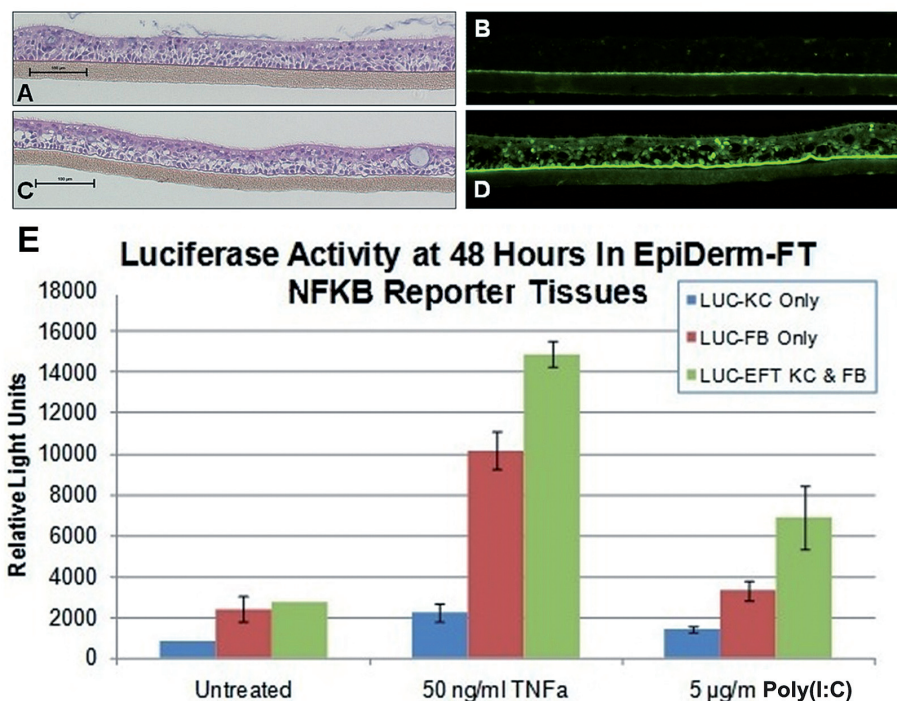 A
100 µm
B
C
100 µm
D
E
Luciferase Activity at 48 Hours In EpiDerm-FT
NFKB Reporter Tissues
LUC-KC Only
LUC-FB Only
LUC-EFT KC & FB
Relative Light Units
18000
16000
14000
12000
10000
8000
6000
4000
2000
0
Untreated
50 ng/ml TNFa
5 µg/m Poly(I:C)